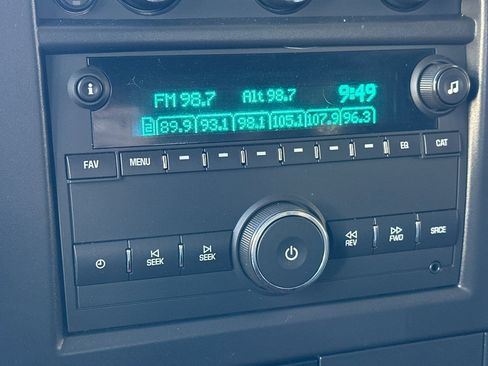 FM 98.7 Alt 98.7 9:49
2 89.9 93.1 98.1 105.1 107.9 96.3
FAV MENU EQ CAT
SEEK SEEK REV FWD SRCE